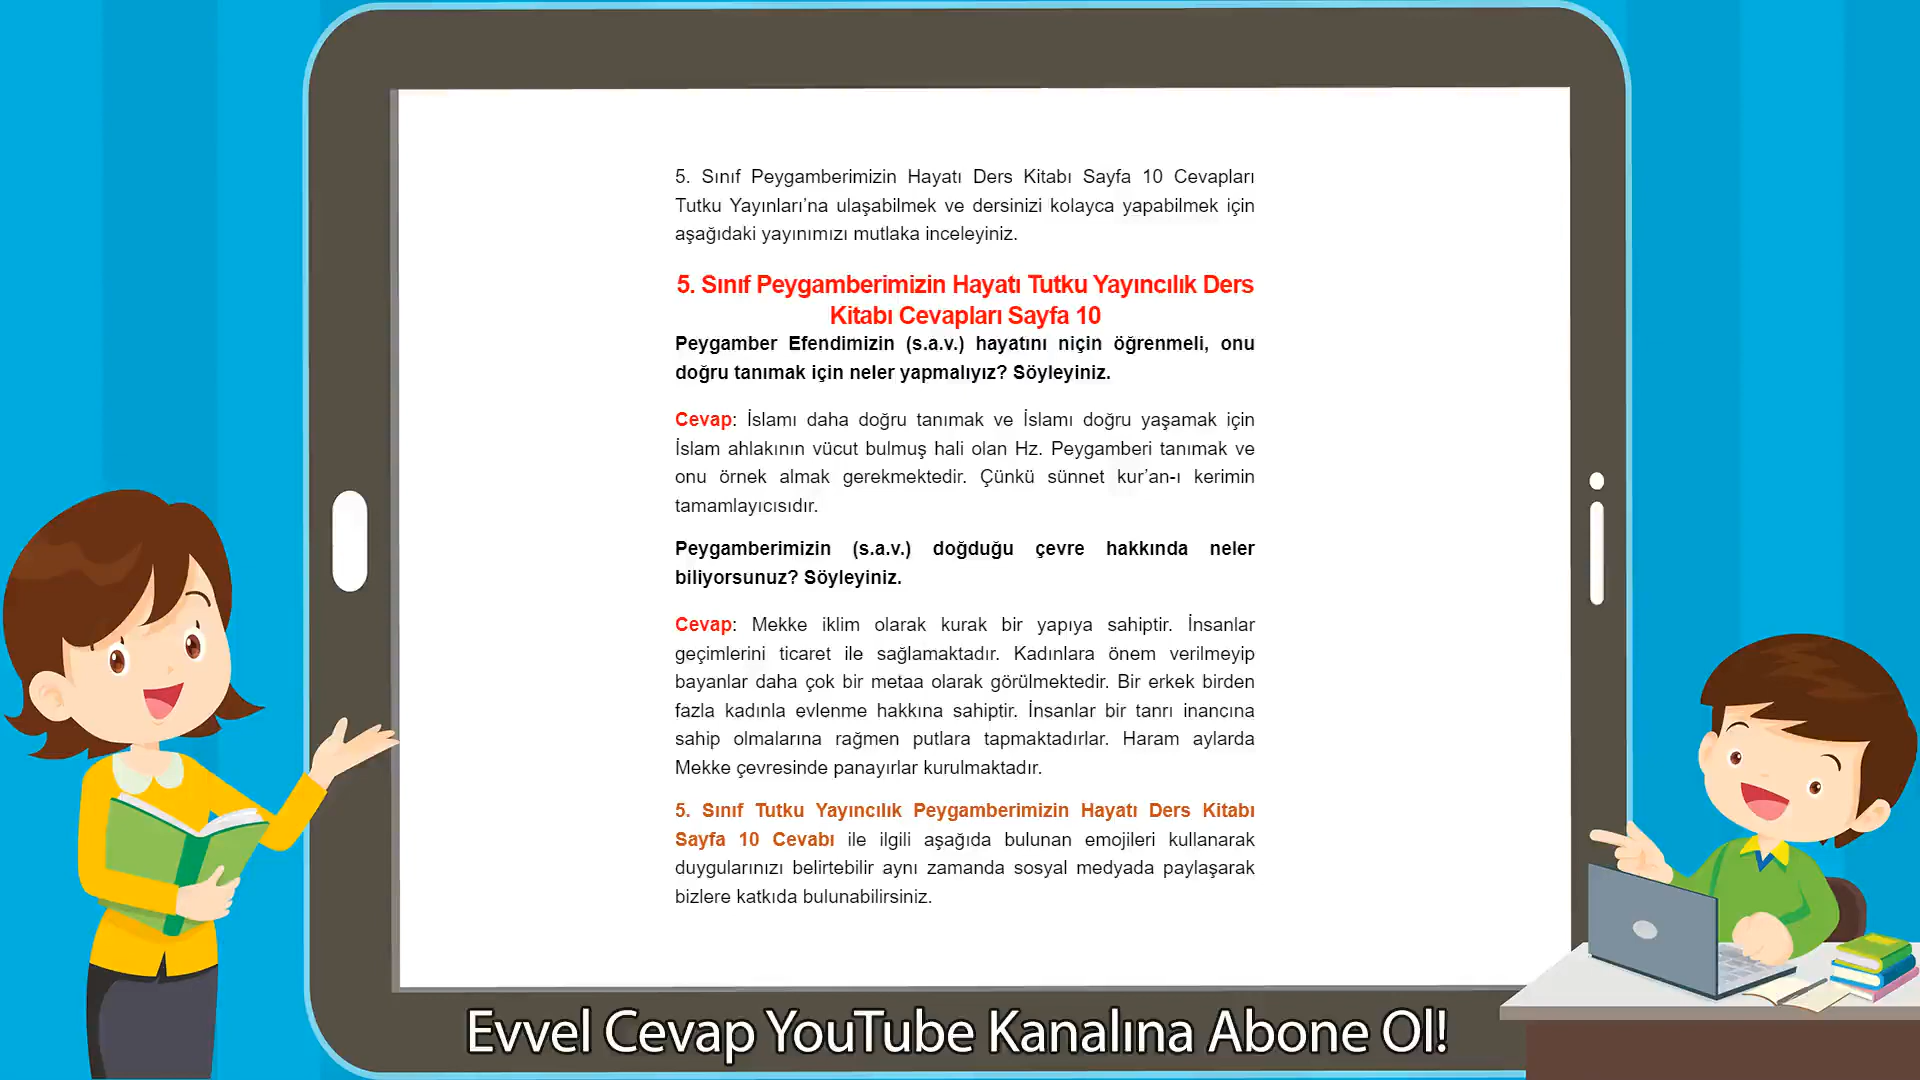 5. Sınıf Peygamberimizin Hayatı Ders Kitabı Sayfa 10 Cevapları
Tutku Yayınları’na ulaşabilmek ve dersinizi kolayca yapabilmek için
aşağıdaki yayınımızı mutlaka inceleyiniz.
5. Sınıf Peygamberimizin Hayatı Tutku Yayıncılık Ders
Kitabı Cevapları Sayfa 10
Peygamber Efendimizin (s.a.v.) hayatını niçin öğrenmeli, onu
doğru tanımak için neler yapmalıyız? Söyleyiniz.
Cevap: İslamı daha doğru tanımak ve İslamı doğru yaşamak için
İslam ahlakının vücut bulmuş hali olan Hz. Peygamberi tanımak ve
onu örnek almak gerekmektedir. Çünkü sünnet kur’an-ı kerimin
tamamlayıcısıdır.
Peygamberimizin (s.a.v.) doğduğu çevre hakkında neler
biliyorsunuz? Söyleyiniz.
Cevap: Mekke iklim olarak kurak bir yapıya sahiptir. İnsanlar
geçimlerini ticaret ile sağlamaktadır. Kadınlara önem verilmeyip
bayanlar daha çok bir metaa olarak görülmektedir. Bir erkek birden
fazla kadınla evlenme hakkına sahiptir. İnsanlar bir tanrı inancına
sahip olmalarına rağmen putlara tapmaktadırlar. Haram aylarda
Mekke çevresinde panayırlar kurulmaktadır.
5. Sınıf Tutku Yayıncılık Peygamberimizin Hayatı Ders Kitabı
Sayfa 10 Cevabı ile ilgili aşağıda bulunan emojileri kullanarak
duygularınızı belirtebilir aynı zamanda sosyal medyada paylaşarak
bizlere katkıda bulunabilirsiniz.
Evvel Cevap YouTube Kanalına Abone Ol!